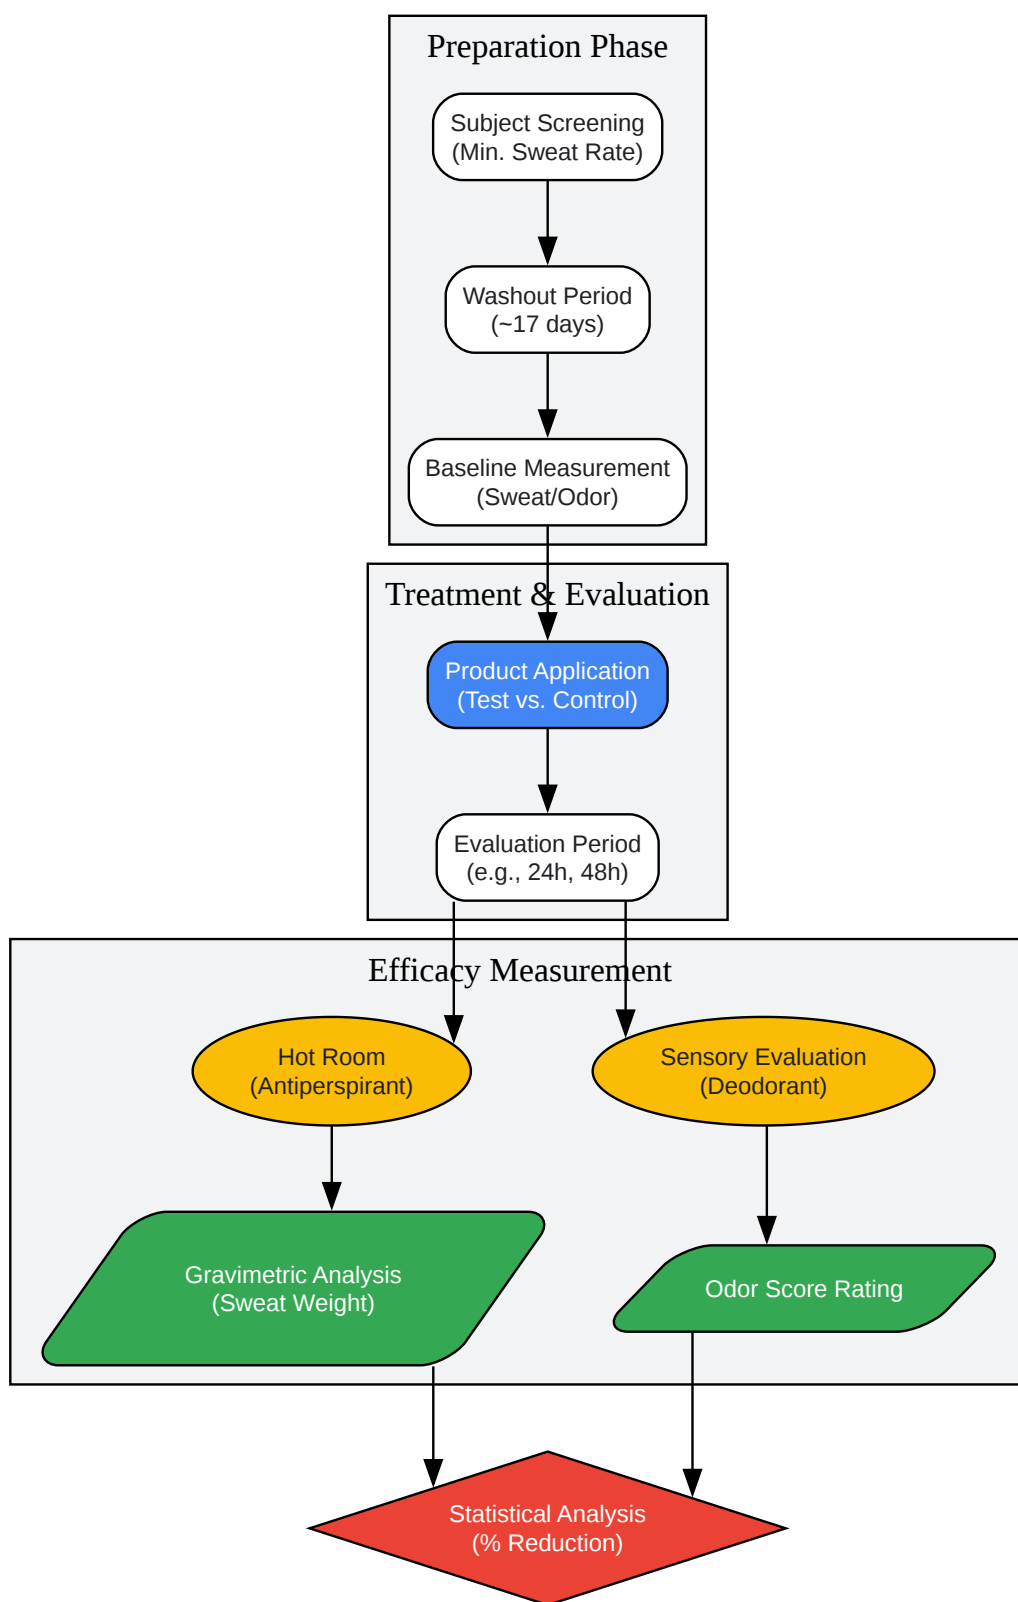 Preparation Phase
Subject Screening
(Min. Sweat Rate)
Washout Period
(~17 days)
Baseline Measurement
(Sweat/Odor)
Treatment & Evaluation
Product Application
(Test vs. Control)
Evaluation Period
(e.g., 24h, 48h)
Efficacy Measurement
Hot Room
(Antiperspirant)
Sensory Evaluation
(Deodorant)
Gravimetric Analysis
(Sweat Weight)
Odor Score Rating
Statistical Analysis
(% Reduction)